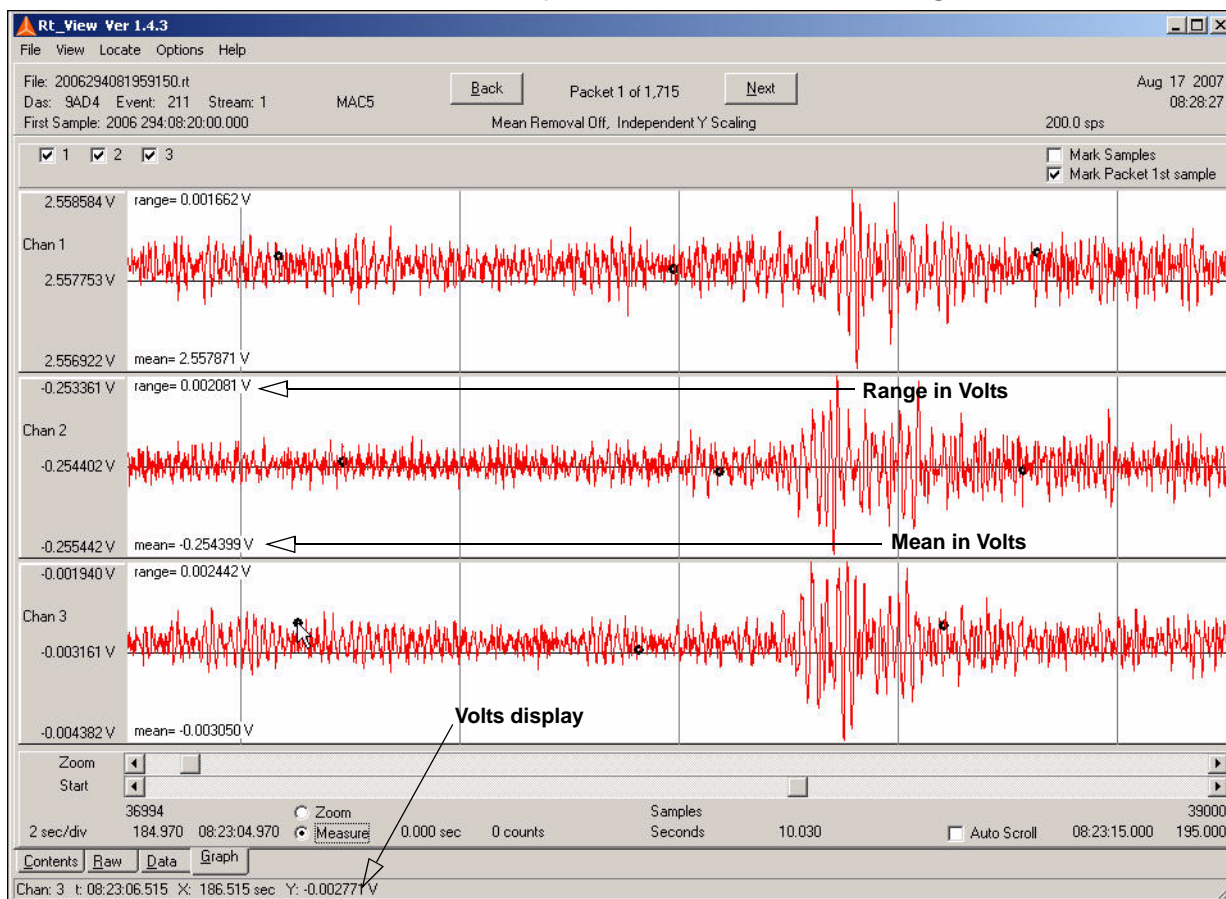 Rt_View Ver 1.4.3
File View Locate Options Help
File: 2006294081959150.rt
Das: 9AD4 Event: 211 Stream: 1 MAC5
First Sample: 2006 294:08:20:00.000
Back Packet 1 of 1,715 Next
Mean Removal Off, Independent Y Scaling
Aug 17 2007
08:28:27
200.0 sps
1 2 3
Mark Samples
Mark Packet 1st sample
2.558584 V range= 0.001662 V
Chan 1
2.557753 V
2.556922 V mean= 2.557871 V
-0.253361 V range= 0.002081 V
Range in Volts
Chan 2
-0.254402 V
-0.255442 V mean= -0.254399 V
Mean in Volts
-0.001940 V range= 0.002442 V
Chan 3
-0.003161 V
-0.004382 V mean= -0.003050 V
Volts display
Zoom
Start
36994 Zoom Samples 39000
2 sec/div 184.970 08:23:04.970 Measure 0.000 sec 0 counts Seconds 10.030 Auto Scroll 08:23:15.000 195.000
Contents Raw Data Graph
Chan: 3 t: 08:23:06.515 X: 186.515 sec Y: -0.002771 V